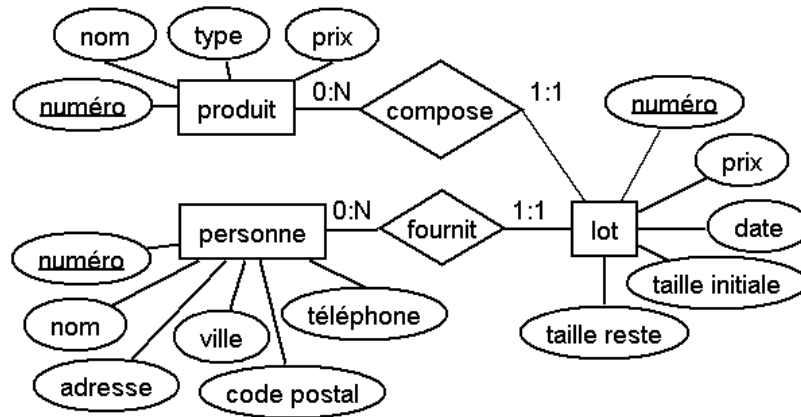 nom
type
prix
numéro
produit
0:N
compose
1:1
numéro
prix
date
taille initiale
taille reste
lot
personne
0:N
fournit
1:1
numéro
nom
adresse
ville
code postal
téléphone